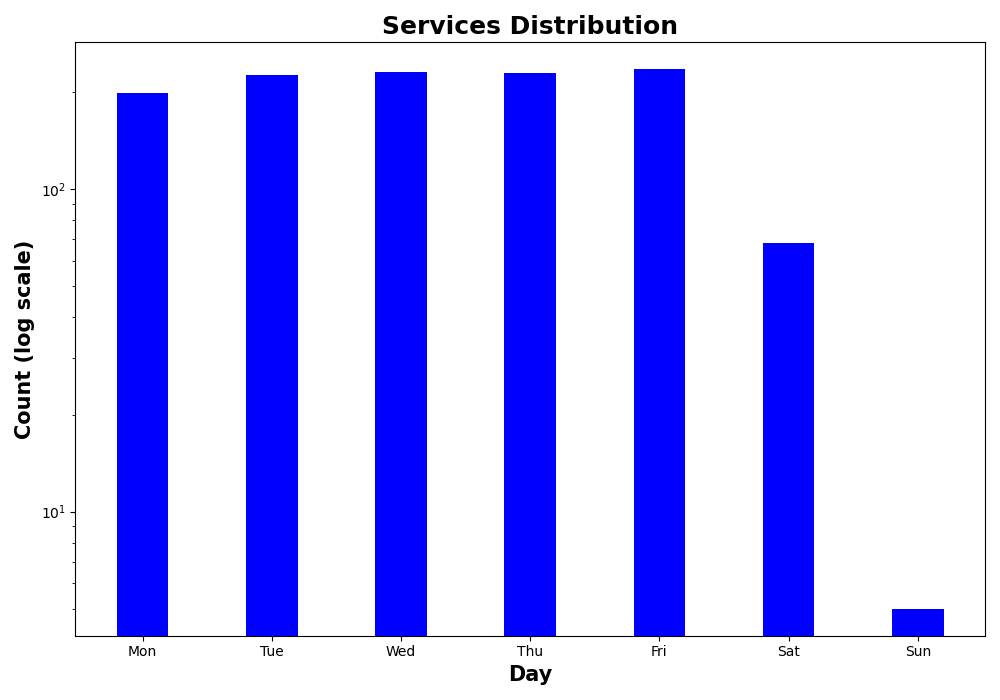 Services Distribution
Count (log scale)
10²
10¹
Mon Tue Wed Thu Fri Sat Sun
Day